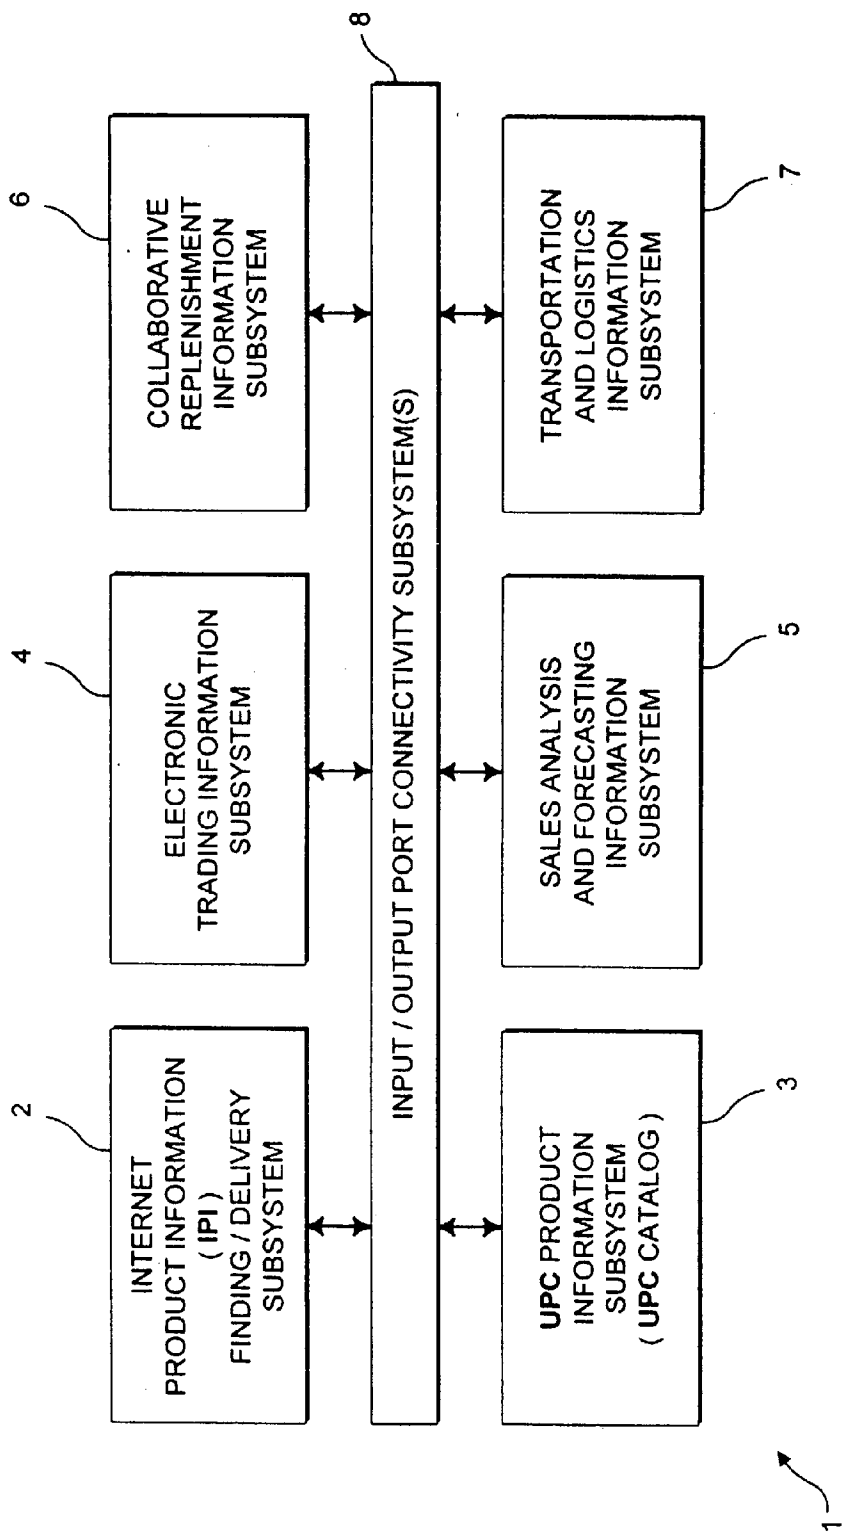 2
INTERNET
PRODUCT INFORMATION
( IPI )
FINDING / DELIVERY
SUBSYSTEM
4
ELECTRONIC
TRADING INFORMATION
SUBSYSTEM
6
COLLABORATIVE
REPLENISHMENT
INFORMATION
SUBSYSTEM
8
INPUT / OUTPUT PORT CONNECTIVITY SUBSYSTEM(S)
UPC PRODUCT
INFORMATION
SUBSYSTEM
( UPC CATALOG )
3
SALES ANALYSIS
AND FORECASTING
INFORMATION
SUBSYSTEM
5
TRANSPORTATION
AND LOGISTICS
INFORMATION
SUBSYSTEM
7
1